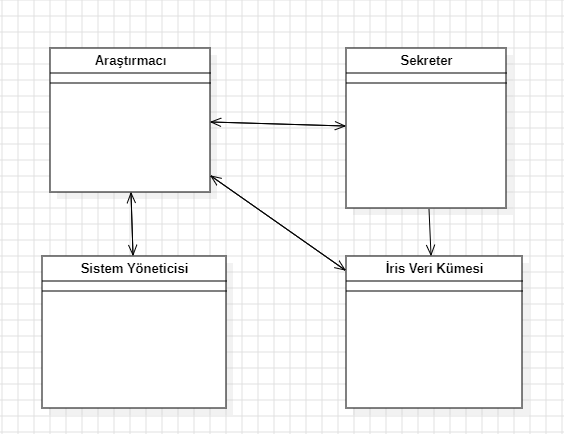 Araştırmacı
Sekreter
Sistem Yöneticisi
İris Veri Kümesi